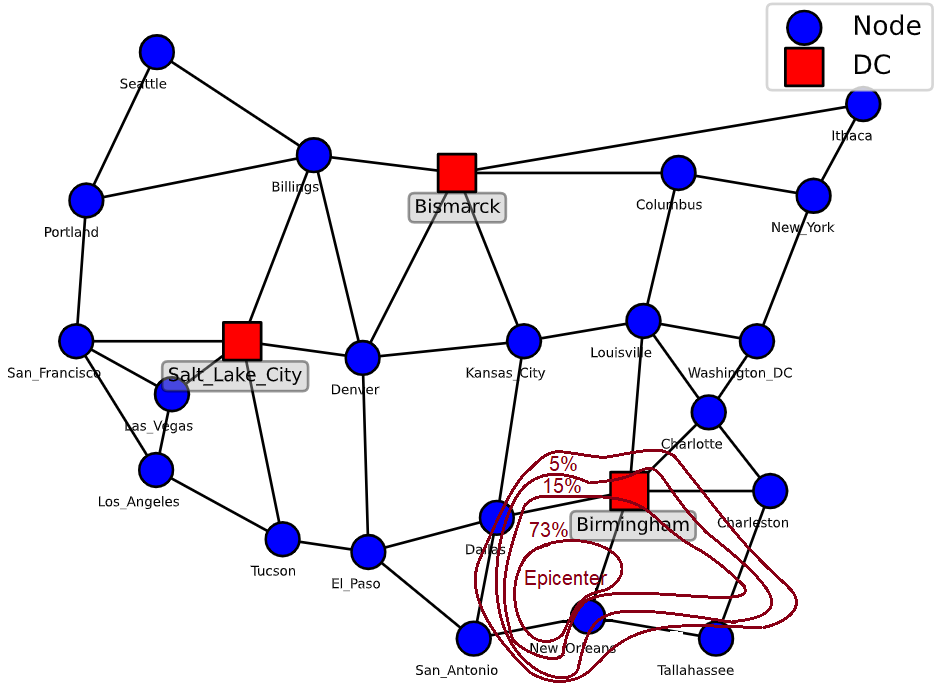 Node
DC
Seattle
Ithaca
Billings
Bismarck
Columbus
Portland
New_York
San_Francisco
Salt_Lake_City
Denver
Kansas_City
Louisville
Washington_DC
Las_Vegas
Charlotte
5%
15%
Los_Angeles
73%
Birmingham
Charleston
Dallas
Tucson
El_Paso
Epicenter
New_Orleans
San_Antonio
Tallahassee